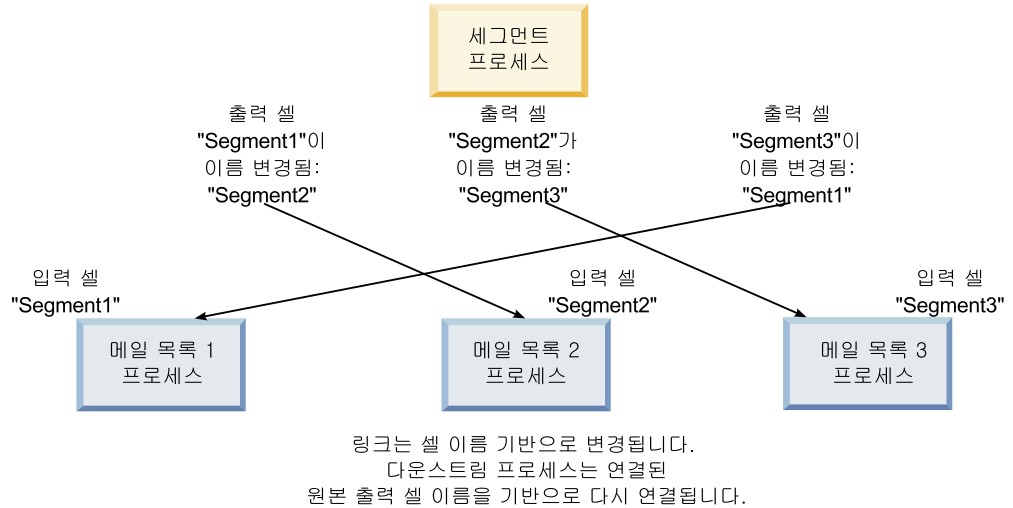 세그먼트
프로세스
출력 셀
"Segment1"이
이름 변경됨:
"Segment2"
출력 셀
"Segment2"가
이름 변경됨:
"Segment3"
출력 셀
"Segment3"이
이름 변경됨:
"Segment1"
입력 셀
"Segment1"
입력 셀
"Segment2"
입력 셀
"Segment3"
메일 목록 1
프로세스
메일 목록 2
프로세스
메일 목록 3
프로세스
링크는 셀 이름 기반으로 변경됩니다.
다운스트림 프로세스는 연결된
원본 출력 셀 이름을 기반으로 다시 연결됩니다.